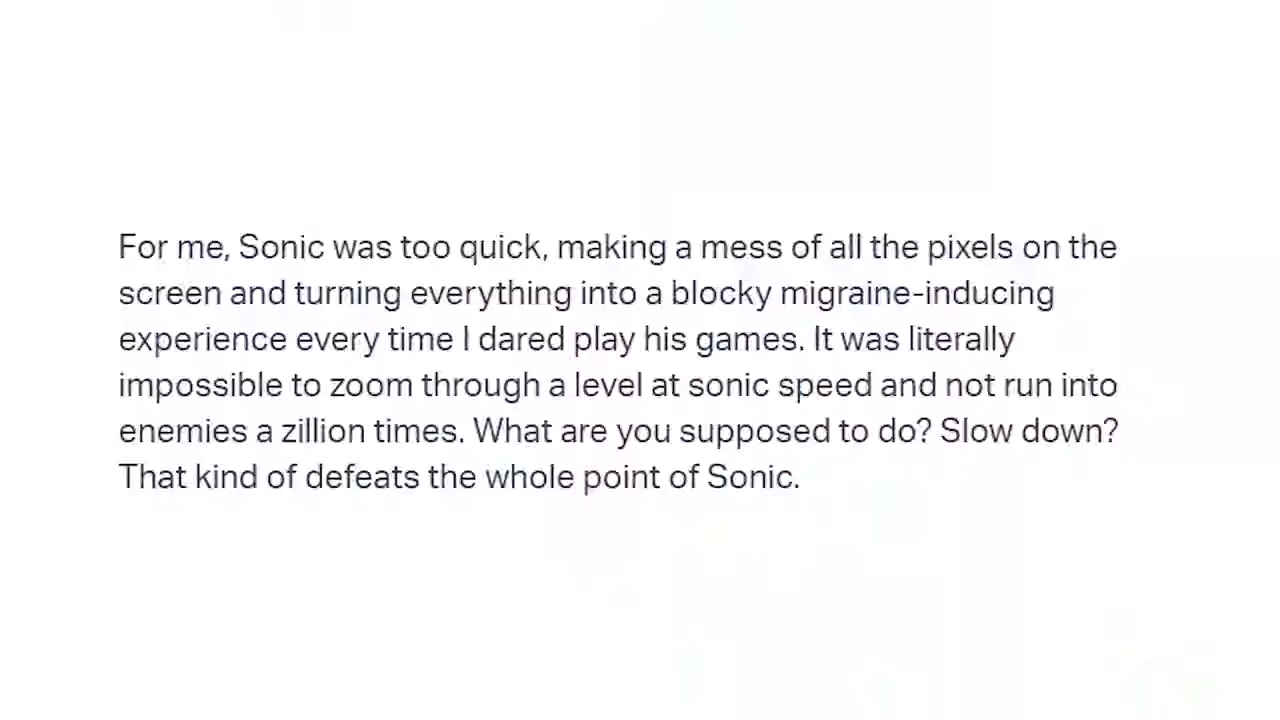 For me, Sonic was too quick, making a mess of all the pixels on the
screen and turning everything into a blocky migraine-inducing
experience every time I dared play his games. It was literally
impossible to zoom through a level at sonic speed and not run into
enemies a zillion times. What are you supposed to do? Slow down?
That kind of defeats the whole point of Sonic.